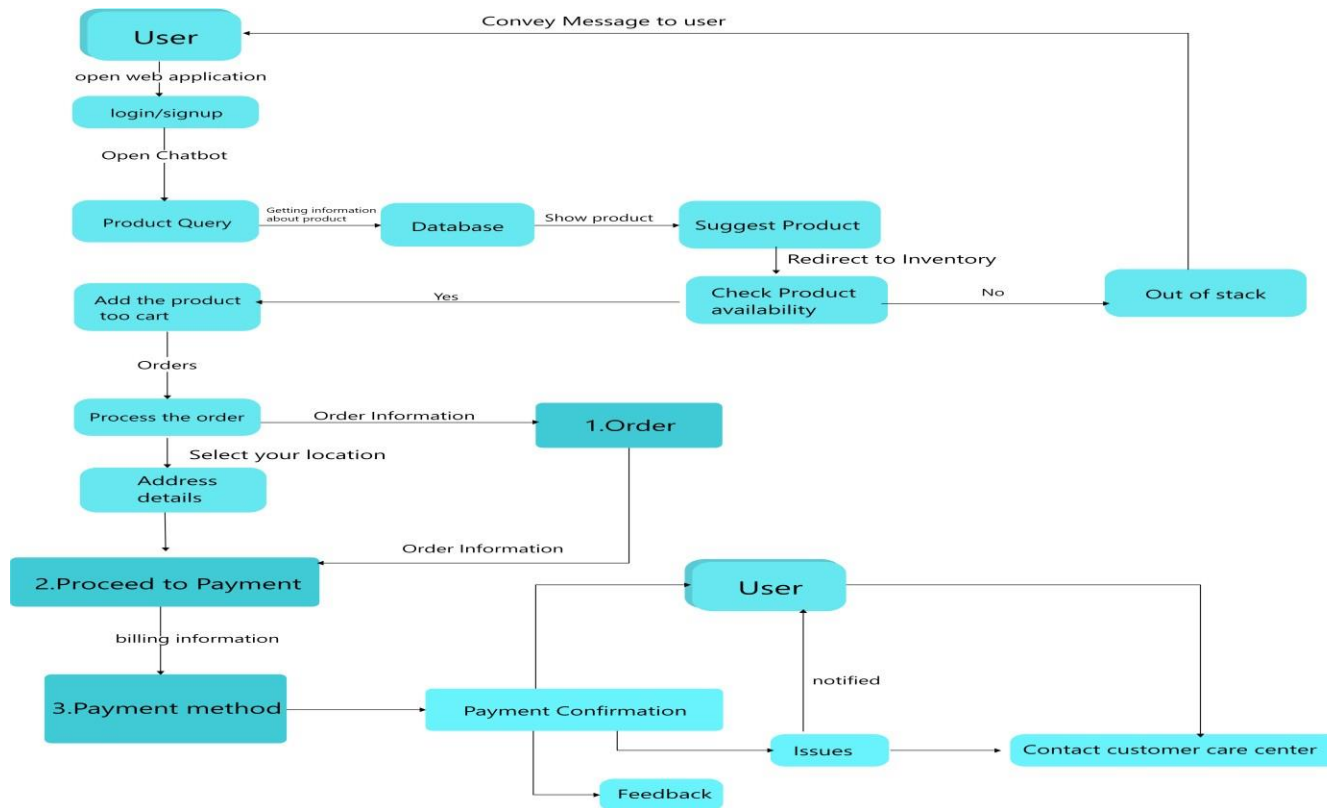 Convey Message to user
User
open web application
login/signup
Open Chatbot
Product Query
Getting information
about product
Database
Show product
Suggest Product
Redirect to Inventory
Add the product
too cart
Yes
Check Product
availability
No
Out of stack
Orders
Process the order
Order Information
1.Order
Select your location
Address
details
Order Information
2.Proceed to Payment
User
billing information
notified
3.Payment method
Payment Confirmation
Issues
Contact customer care center
Feedback